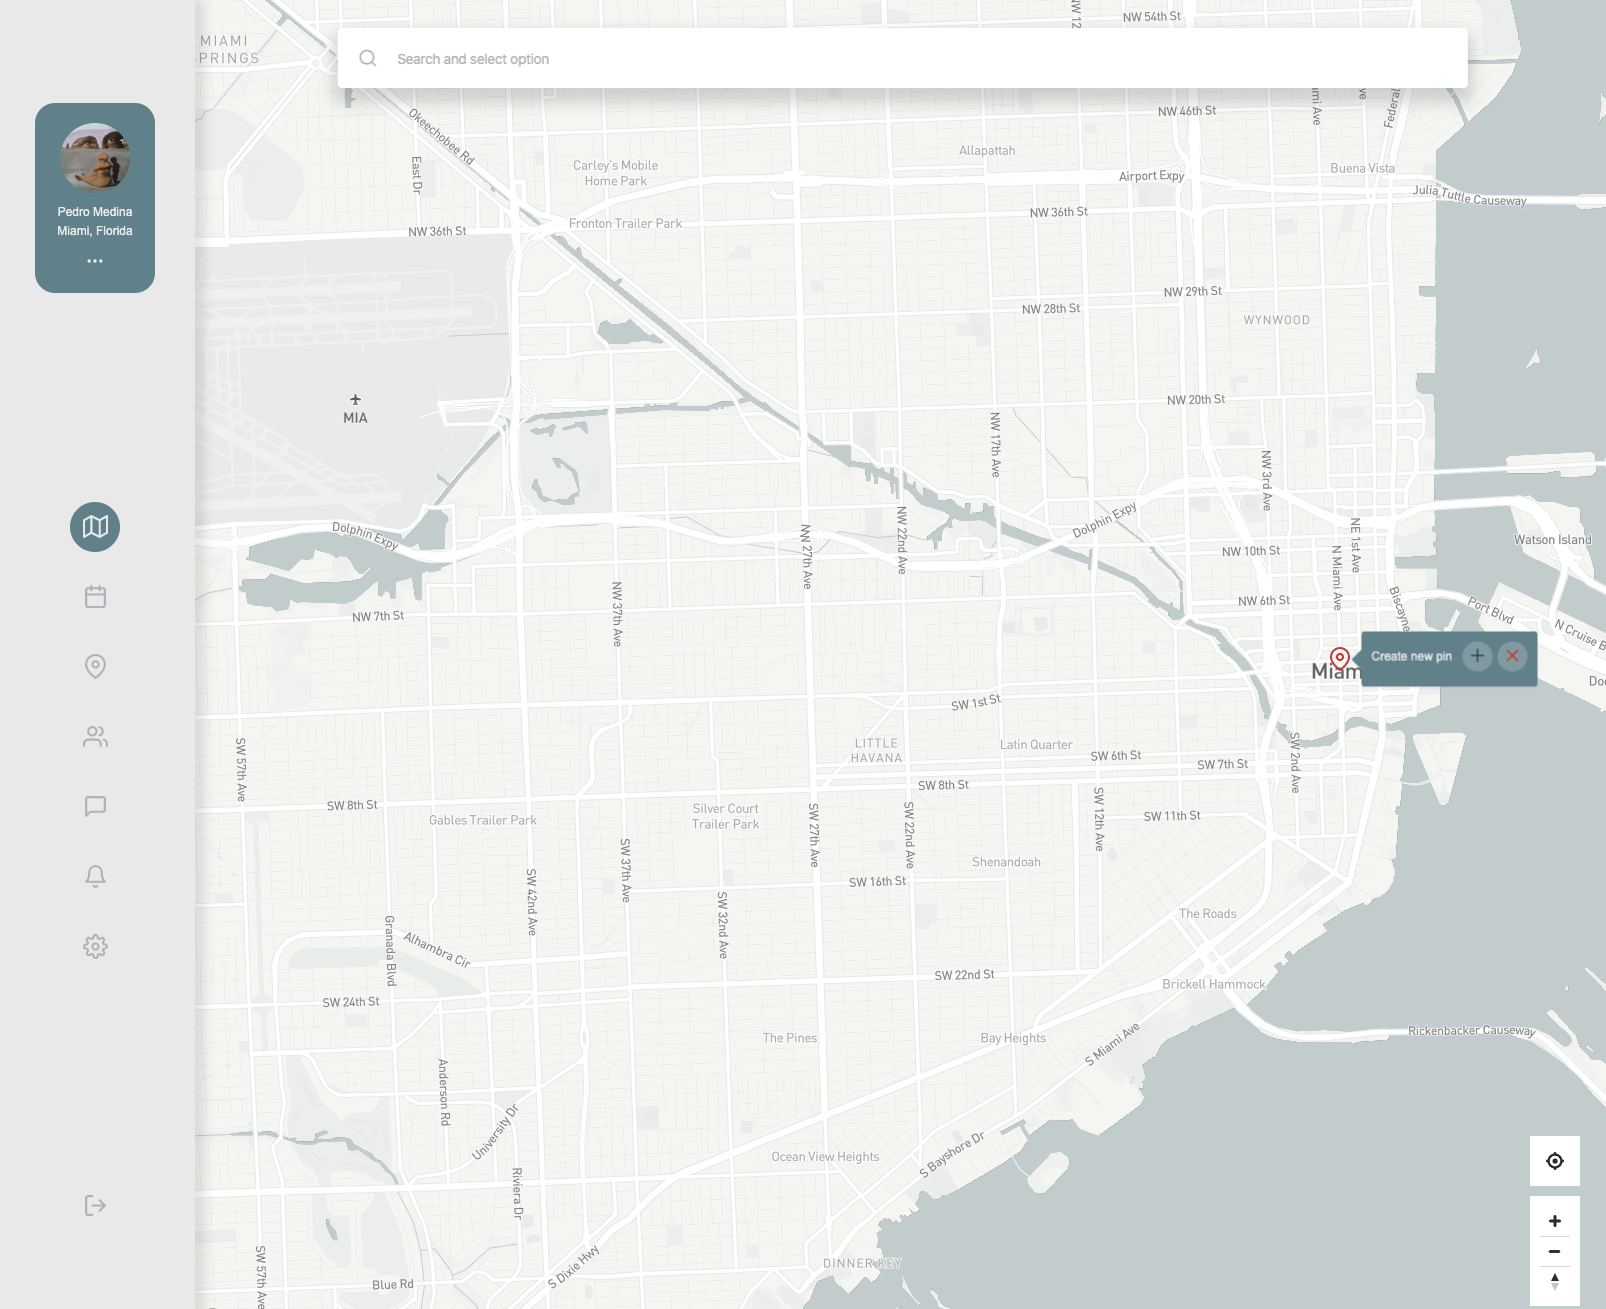 Search and select option
Pedro Medina
Miami, Florida
MIAMI
SPRINGS
NW 54th St
NW 12
NW 46th St
Miami Ave
Federal
Okeechobee Rd
East Dr
Carley's Mobile
Home Park
Allapattah
Buena Vista
Airport Expy
Julia Tuttle Causeway
NW 36th St
Fronton Trailer Park
NW 36th St
NW 29th St
NW 28th St
WYNWOOD
MIA
NW 20th St
NW 17th Ave
NW 3rd Ave
Dolphin Expy
NW 27th Ave
NW 22nd Ave
Dolphin Expy
NE 1st Ave
N Miami Ave
NW 10th St
Watson Island
NW 37th Ave
NW 7th St
NW 6th St
Biscayne
Port Blvd
N Cruise B
Miam
Create new pin
Doc
SW 1st St
SW 57th Ave
LITTLE
HAVANA
Latin Quarter
SW 6th St
SW 7th St
SW 2nd Ave
SW 8th St
SW 8th St
Gables Trailer Park
Silver Court
Trailer Park
SW 27th Ave
SW 22nd Ave
SW 12th Ave
SW 11th St
SW 37th Ave
SW 42nd Ave
SW 32nd Ave
Shenandoah
SW 16th St
The Roads
Granada Blvd
Alhambra Cir
SW 22nd St
Brickell Hammock
SW 24th St
The Pines
Bay Heights
S Miami Ave
Rickenbacker Causeway
Anderson Rd
University Dr
Ocean View Heights
S Bayshore Dr
Riviera Dr
DINNER KEY
SW 57th Ave
S Dixie Hwy
Blue Rd